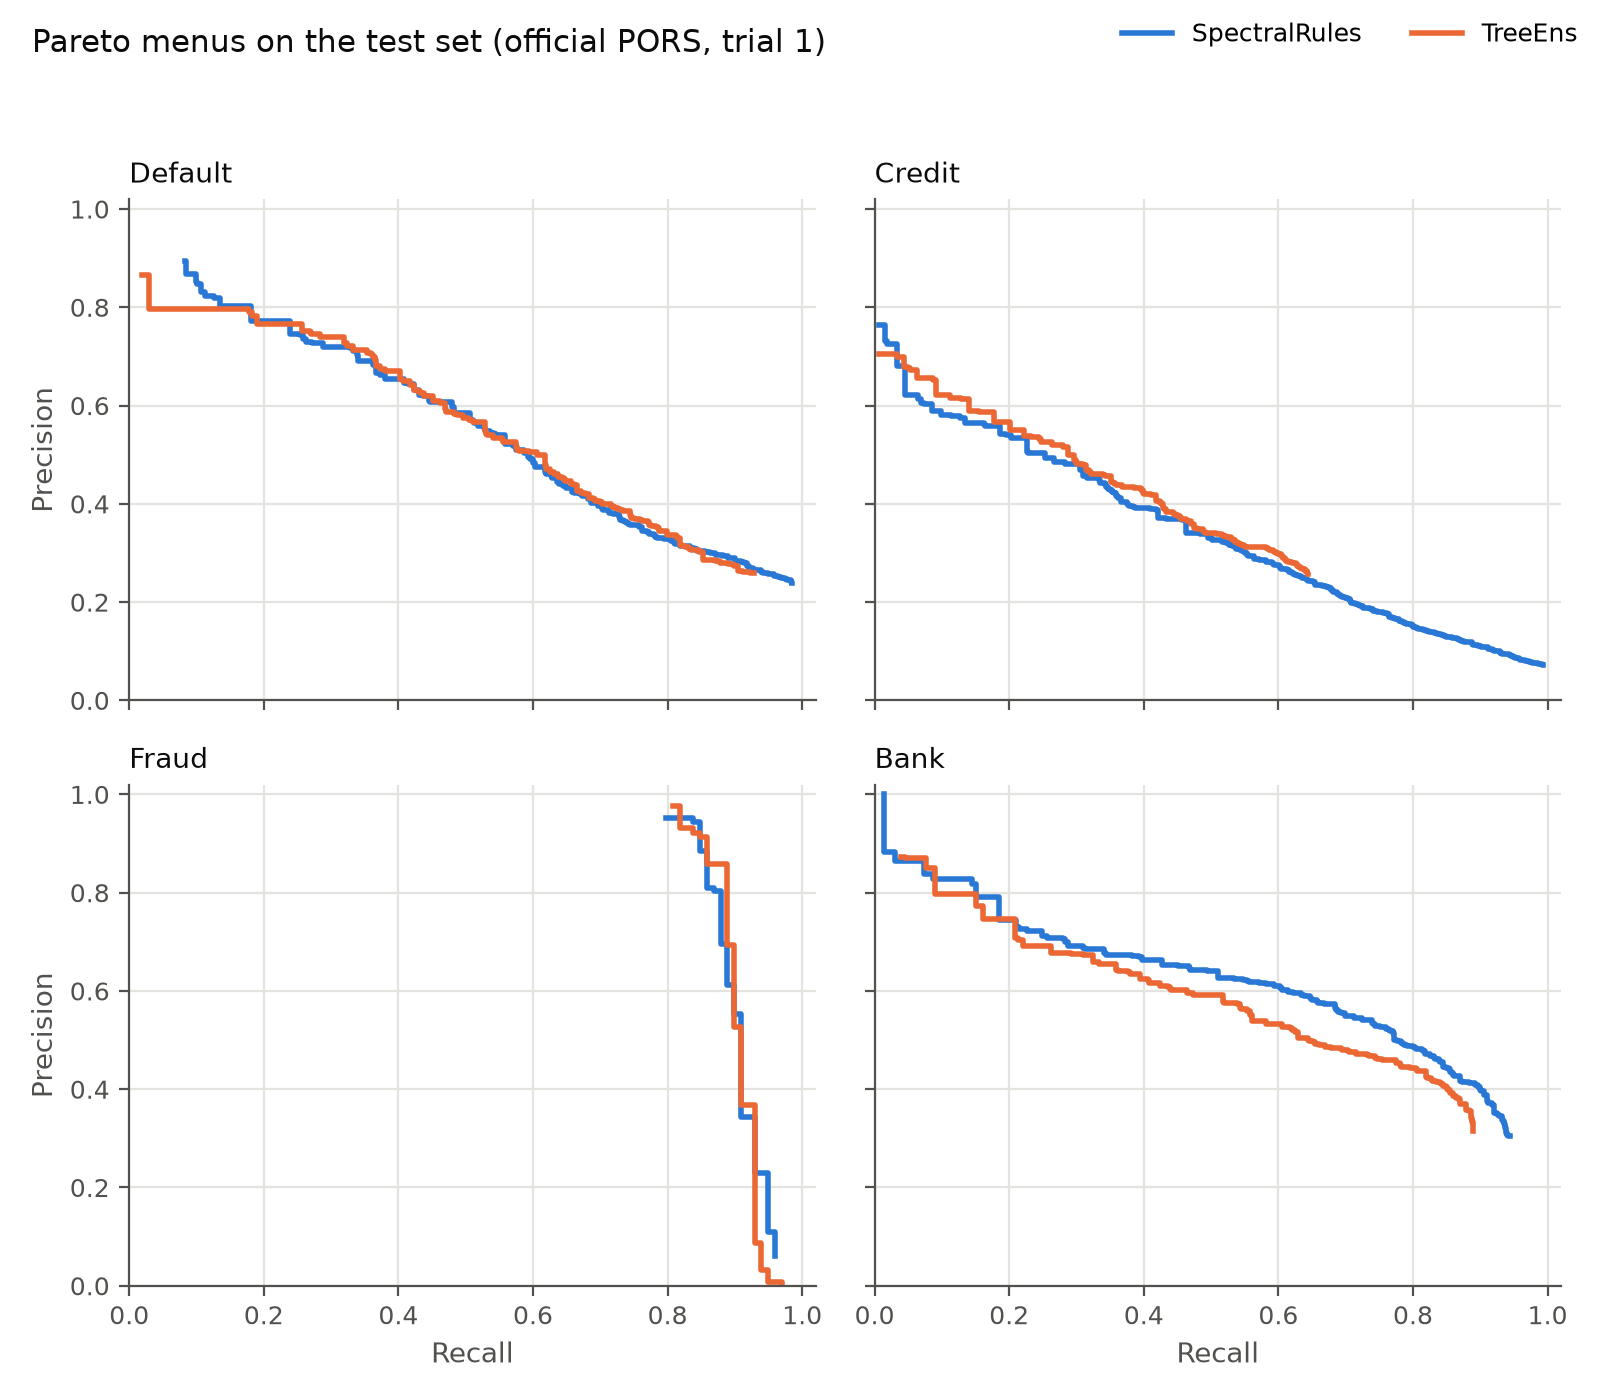 Pareto menus on the test set (official PORS, trial 1)
SpectralRules
TreeEns
Default
Credit
1.0
0.8
0.6
0.4
0.2
0.0
Precision
Fraud
Bank
1.0
0.8
0.6
0.4
0.2
0.0
Precision
0.0 0.2 0.4 0.6 0.8 1.0
0.0 0.2 0.4 0.6 0.8 1.0
Recall
Recall